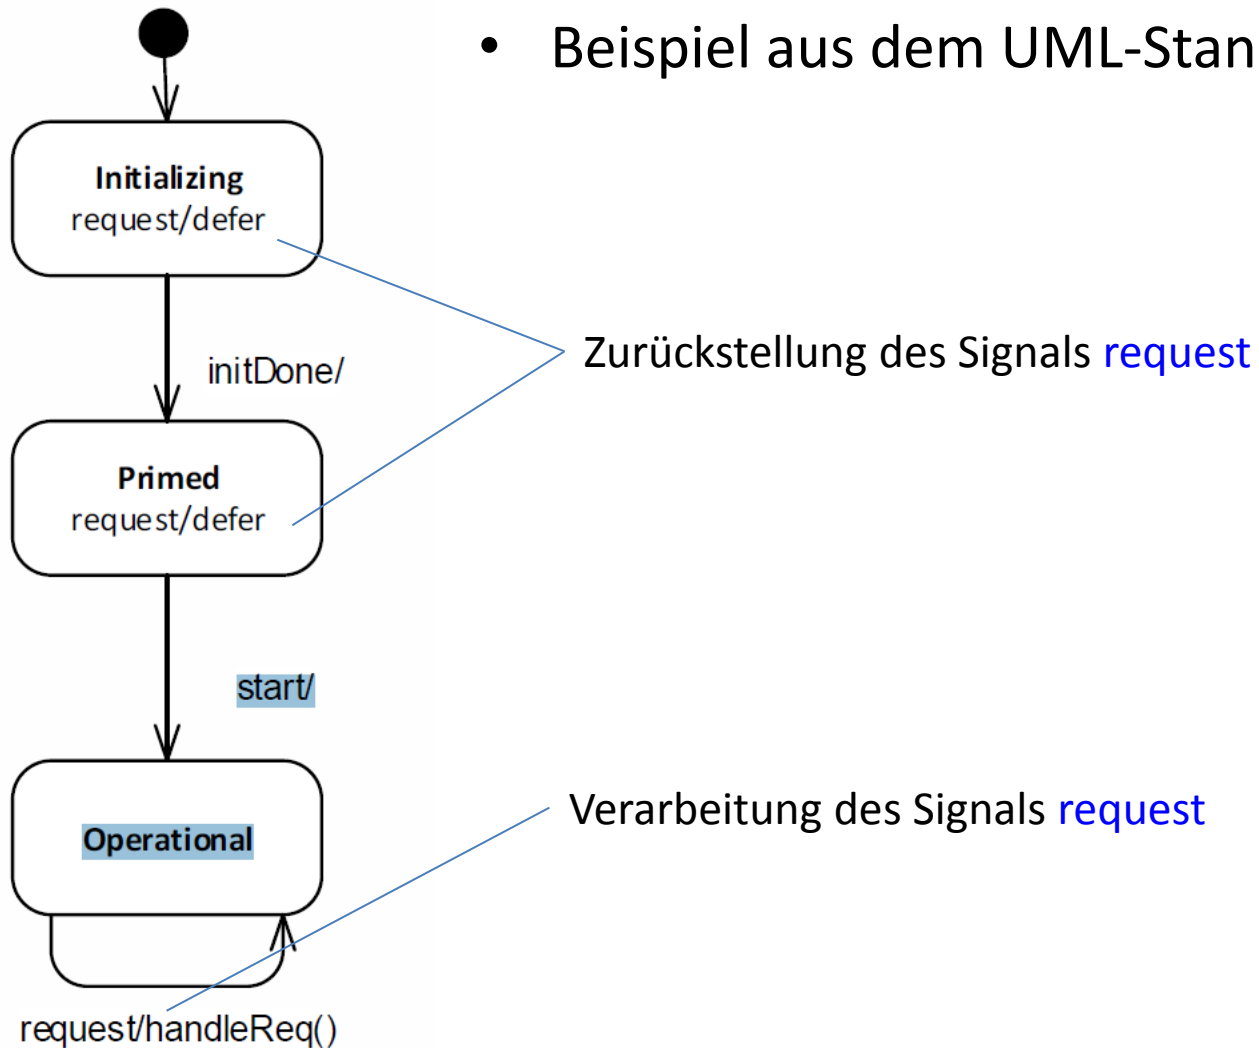 • Beispiel aus dem UML-Stan
Initializing
request/defer
Zurückstellung des Signals request
initDone/
Primed
request/defer
start/
Verarbeitung des Signals request
Operational
request/handleReq()